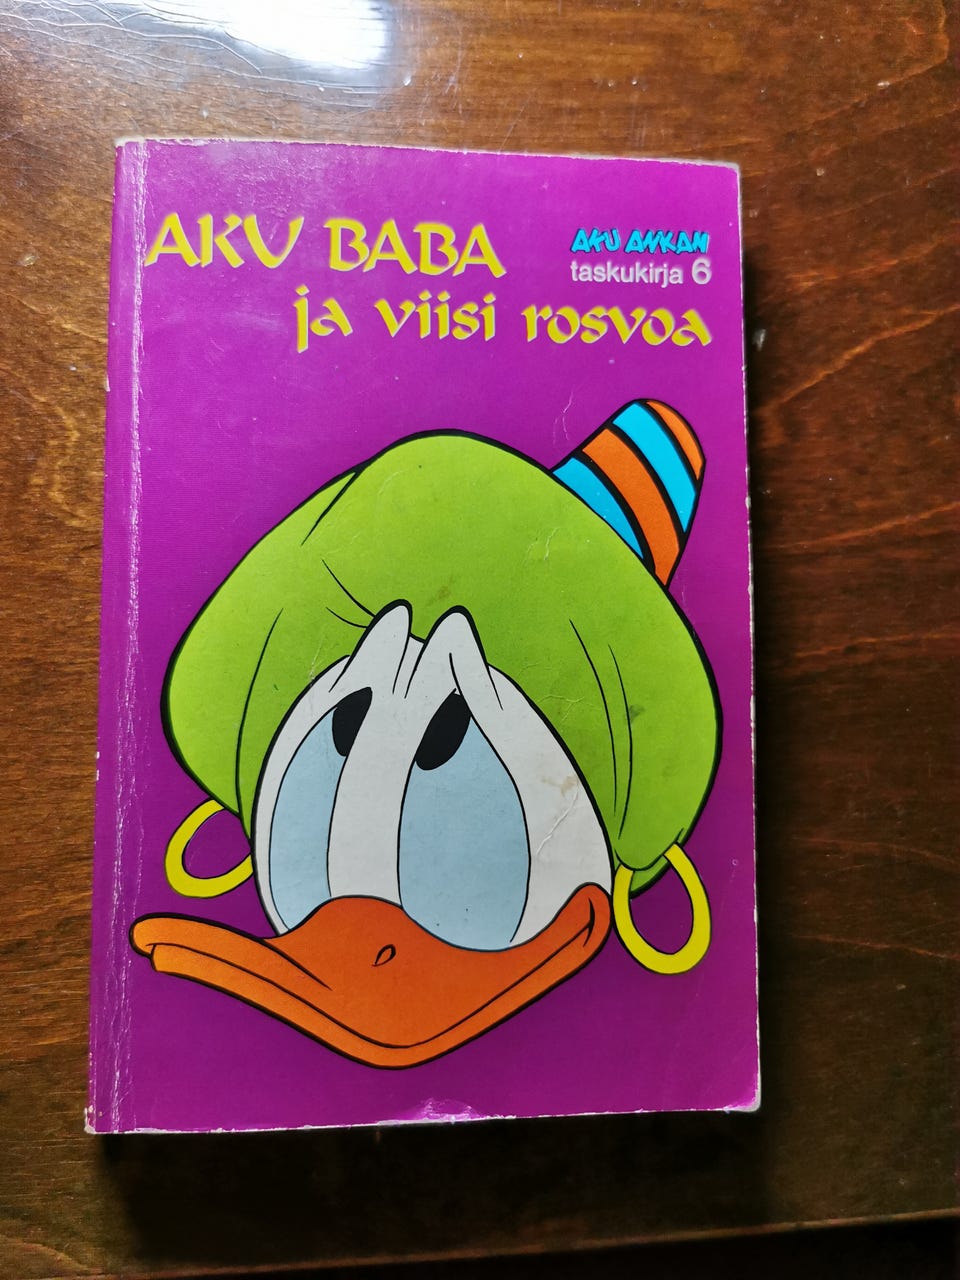 AKU BABA
ja viisi rosvoa
AKU ANKAN
taskukirja 6